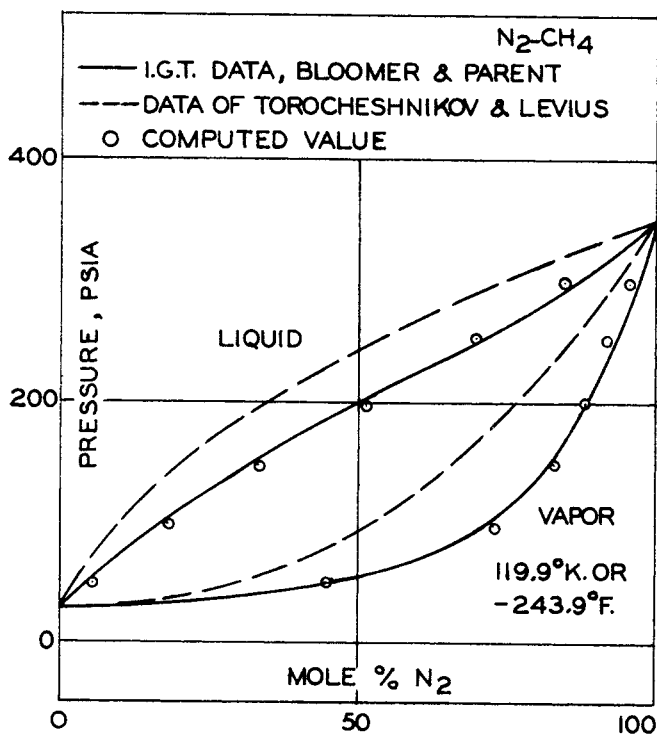 N2-CH4
I.G.T. DATA, BLOOMER & PARENT
DATA OF TOROCHESHNIKOV & LEVIUS
COMPUTED VALUE
400
PRESSURE, PSIA
LIQUID
200
VAPOR
119.9°K. OR
-243.9°F.
0
MOLE % N2
0
50
100